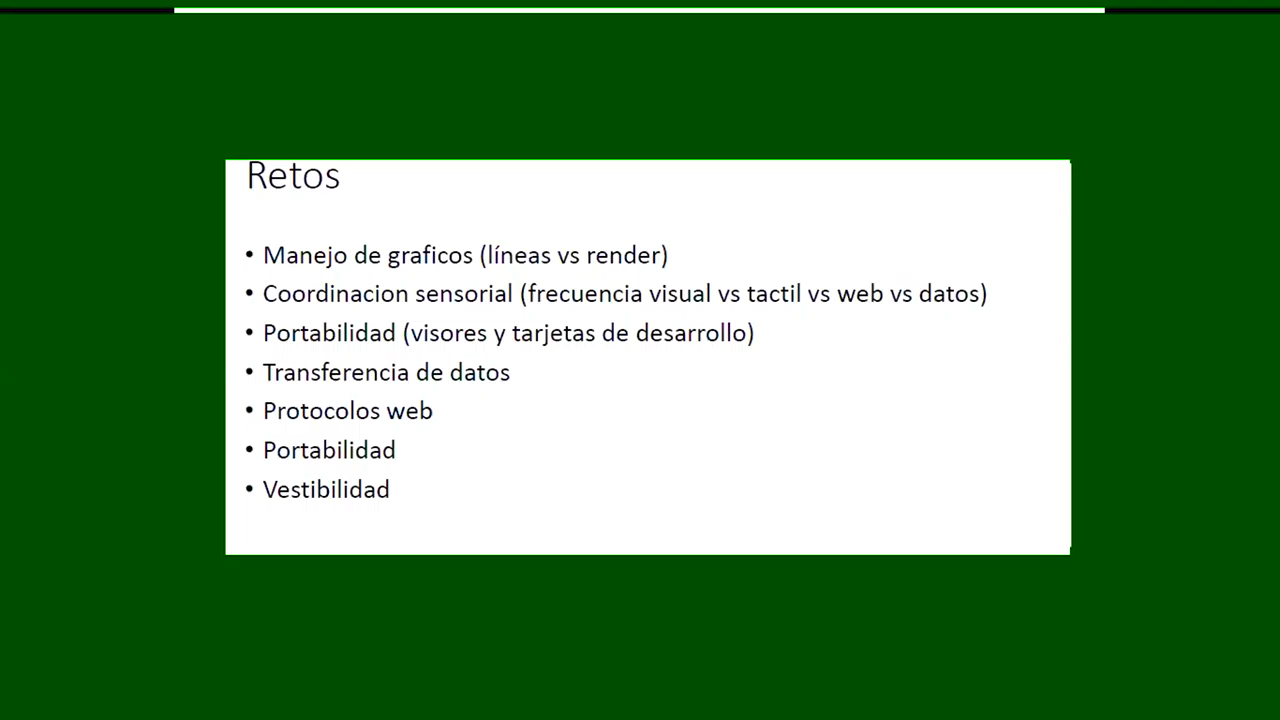 Retos
• Manejo de graficos (líneas vs render)
• Coordinacion sensorial (frecuencia visual vs tactil vs web vs datos)
• Portabilidad (visores y tarjetas de desarrollo)
• Transferencia de datos
• Protocolos web
• Portabilidad
• Vestibilidad